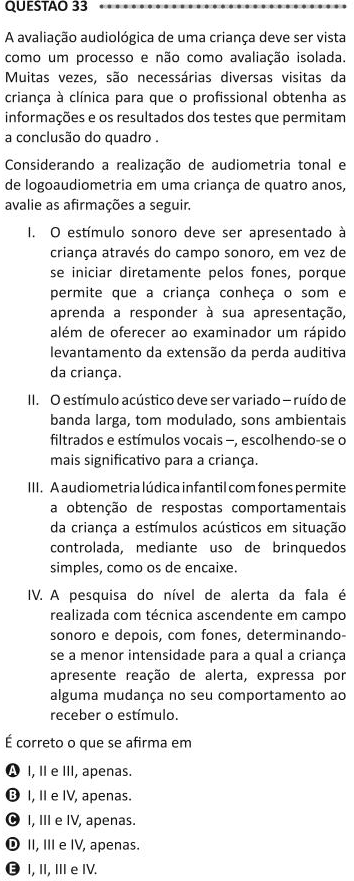 QUESTÃO 33
A avaliação audiológica de uma criança deve ser vista
como um processo e não como avaliação isolada.
Muitas vezes, são necessárias diversas visitas da
criança à clínica para que o profissional obtenha as
informações e os resultados dos testes que permitam
a conclusão do quadro .
Considerando a realização de audiometria tonal e
de logoaudiometria em uma criança de quatro anos,
avalie as afirmações a seguir.
I. O estímulo sonoro deve ser apresentado à
criança através do campo sonoro, em vez de
se iniciar diretamente pelos fones, porque
permite que a criança conheça o som e
aprenda a responder à sua apresentação,
além de oferecer ao examinador um rápido
levantamento da extensão da perda auditiva
da criança.
II. O estímulo acústico deve ser variado – ruído de
banda larga, tom modulado, sons ambientais
filtrados e estímulos vocais –, escolhendo-se o
mais significativo para a criança.
III. A audiometria lúdica infantil com fones permite
a obtenção de respostas comportamentais
da criança a estímulos acústicos em situação
controlada, mediante uso de brinquedos
simples, como os de encaixe.
IV. A pesquisa do nível de alerta da fala é
realizada com técnica ascendente em campo
sonoro e depois, com fones, determinando-
se a menor intensidade para a qual a criança
apresente reação de alerta, expressa por
alguma mudança no seu comportamento ao
receber o estímulo.
É correto o que se afirma em
A I, II e III, apenas.
B I, II e IV, apenas.
C I, III e IV, apenas.
D II, III e IV, apenas.
E I, II, III e IV.